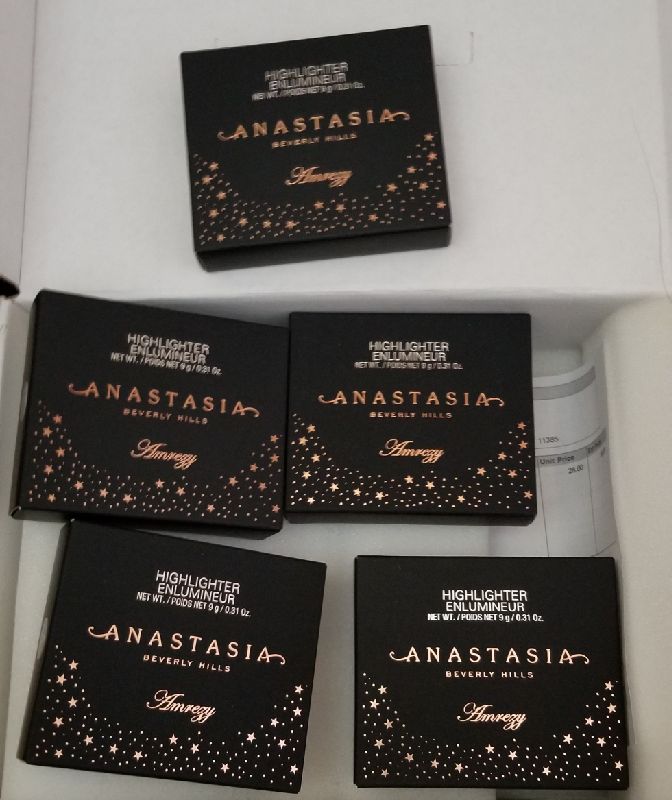 HIGHLIGHTER
ENLUMINEUR
NET WT. / POIDS NET 9 g / 0.31 Oz.
ANASTASIA
BEVERLY HILLS
Amrezy
HIGHLIGHTER
ENLUMINEUR
NET WT. / POIDS NET 9 g / 0.31 Oz.
ANASTASIA
BEVERLY HILLS
Amrezy
HIGHLIGHTER
ENLUMINEUR
NET WT. / POIDS NET 9 g / 0.31 Oz.
ANASTASIA
BEVERLY HILLS
Amrezy
11385
Unit Price
28.00
HIGHLIGHTER
ENLUMINEUR
NET WT. / POIDS NET 9 g / 0.31 Oz.
ANASTASIA
BEVERLY HILLS
Amrezy
HIGHLIGHTER
ENLUMINEUR
NET WT. / POIDS NET 9 g / 0.31 Oz.
ANASTASIA
BEVERLY HILLS
Amrezy